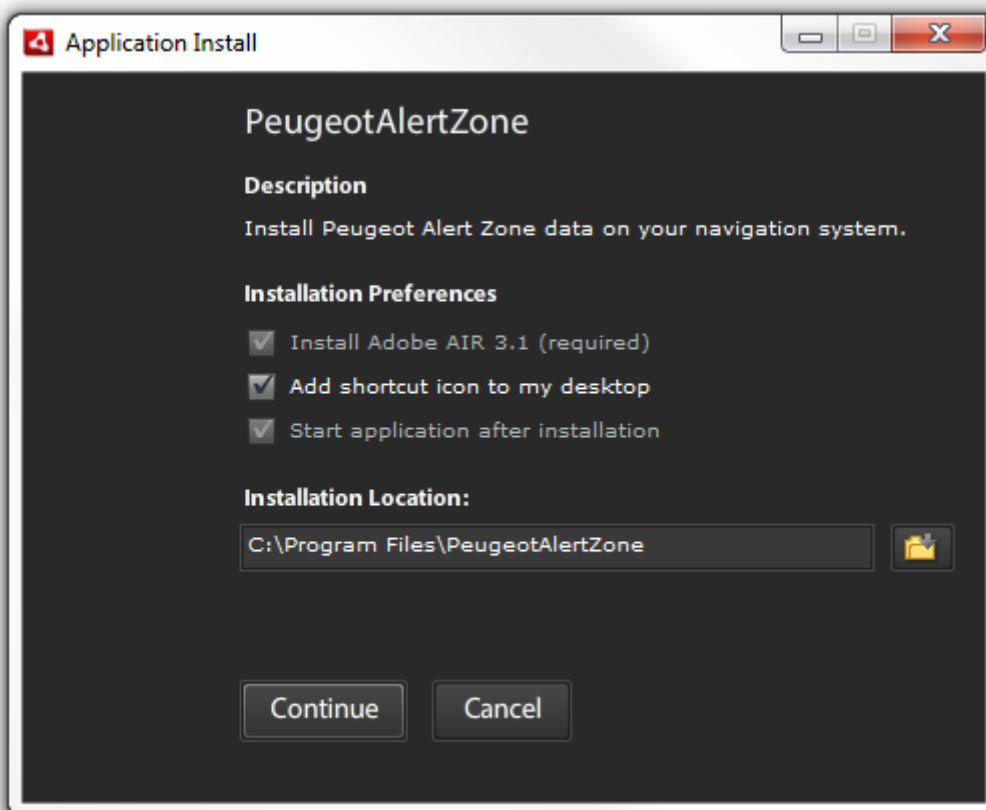 Application Install
PeugeotAlertZone
Description
Install Peugeot Alert Zone data on your navigation system.
Installation Preferences
Install Adobe AIR 3.1 (required)
Add shortcut icon to my desktop
Start application after installation
Installation Location:
C:\Program Files\PeugeotAlertZone
Continue Cancel